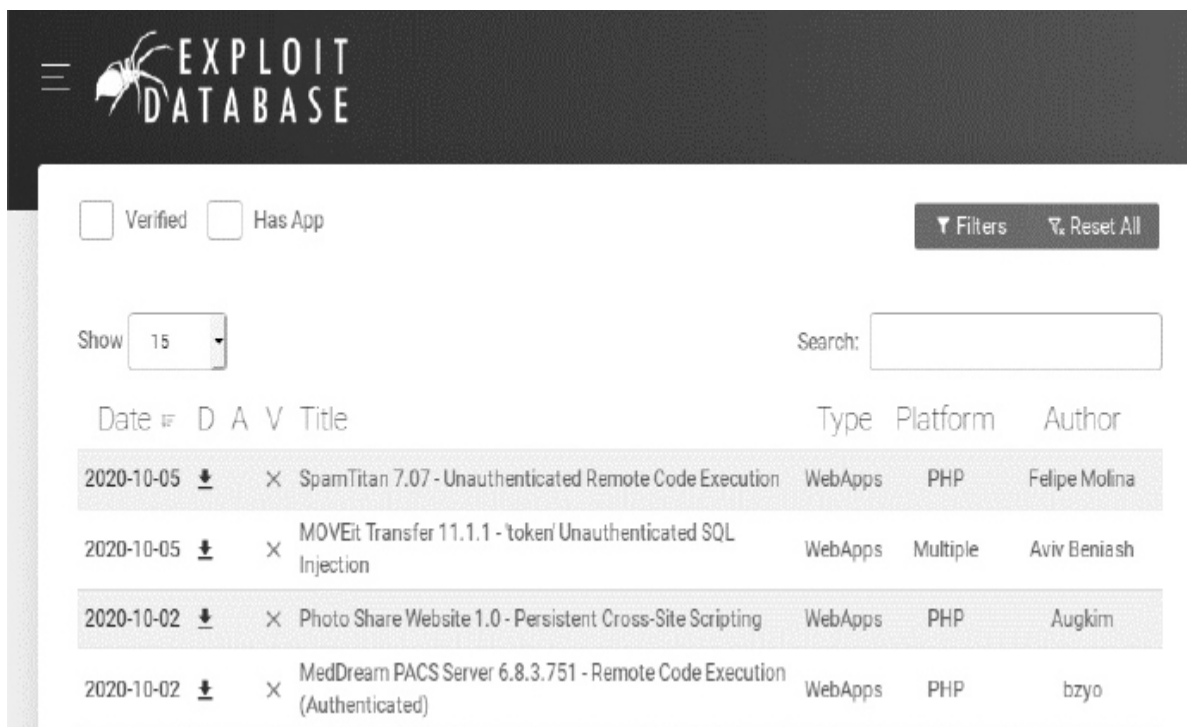 EXPLOIT
DATABASE
Verified Has App
Filters Reset All
Show 15 Search:
Date D A V Title Type Platform Author
2020-10-05 SpamTitan 7.07 - Unauthenticated Remote Code Execution WebApps PHP Felipe Molina
2020-10-05 MOVEit Transfer 11.1.1 - 'token' Unauthenticated SQL
Injection WebApps Multiple Aviv Beniash
2020-10-02 Photo Share Website 1.0 - Persistent Cross-Site Scripting WebApps PHP Augkim
2020-10-02 MedDream PACS Server 6.8.3.751 - Remote Code Execution
(Authenticated) WebApps PHP bzyo